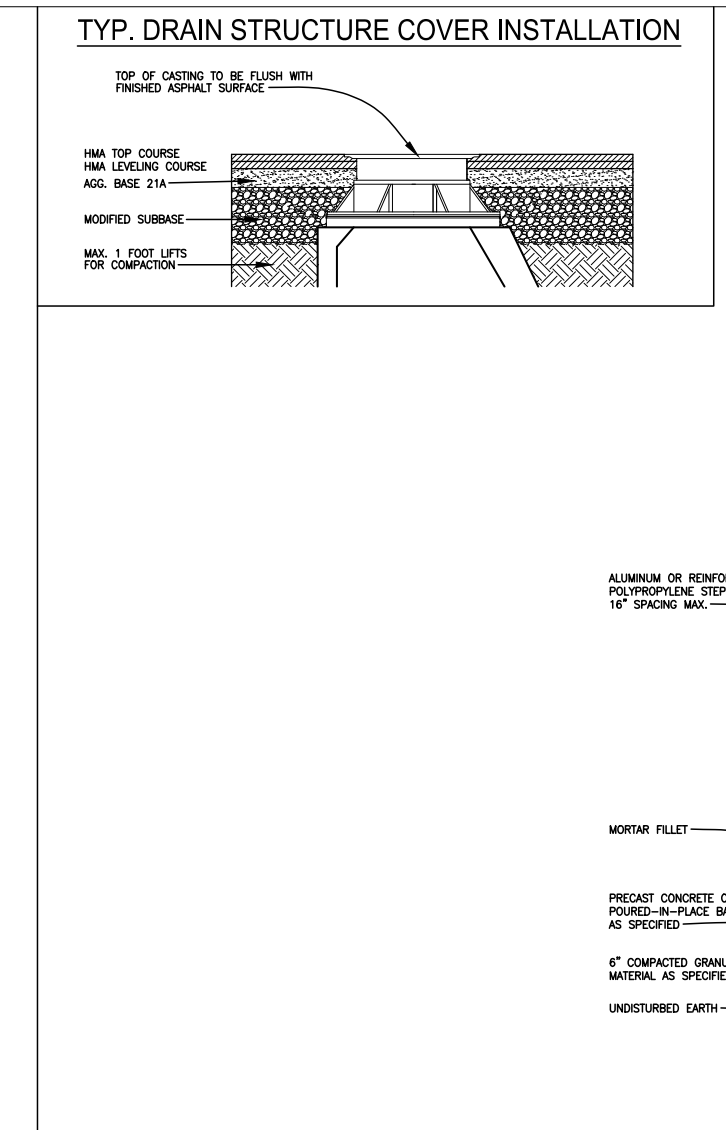 TYP. DRAIN STRUCTURE COVER INSTALLATION
TOP OF CASTING TO BE FLUSH WITH
FINISHED ASPHALT SURFACE
HMA TOP COURSE
HMA LEVELING COURSE
AGG. BASE 21A
MODIFIED SUBBASE
MAX. 1 FOOT LIFTS
FOR COMPACTION
ALUMINUM OR
POLYPROPYLENE
16" SPACING MAX.
MORTAR FILLET
PRECAST CONCRETE
POURED-IN-PLACE
AS SPECIFIED
6" COMPACTED
MATERIAL AS
UNDISTURBED EARTH